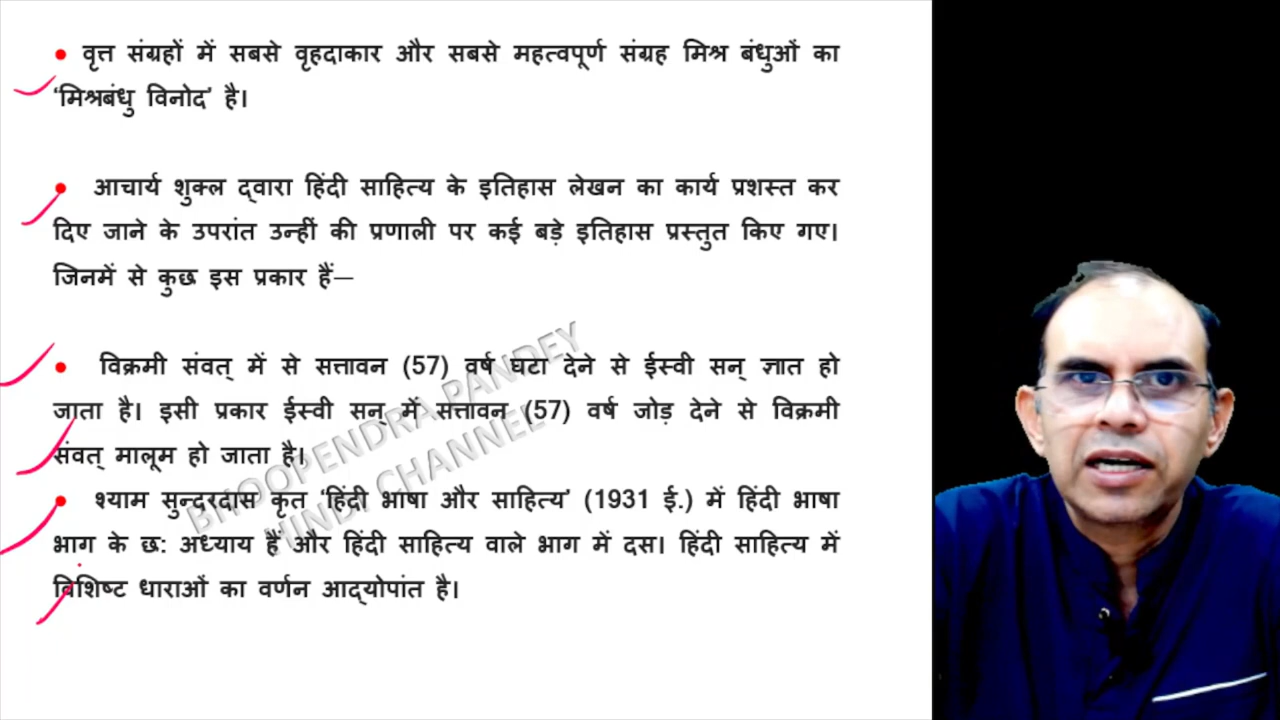 • वृत्त संग्रहों में सबसे वृहदाकार और सबसे महत्वपूर्ण संग्रह मिश्र बंधुओं का
‘मिश्रबंधु विनोद’ है।
• आचार्य शुक्ल द्वारा हिंदी साहित्य के इतिहास लेखन का कार्य प्रशस्त कर
दिए जाने के उपरांत उन्हीं की प्रणाली पर कई बड़े इतिहास प्रस्तुत किए गए।
जिनमें से कुछ इस प्रकार हैं—
• विक्रमी संवत् में से सत्तावन (57) वर्ष घटा देने से ईस्वी सन् ज्ञात हो
जाता है। इसी प्रकार ईस्वी सन् में सत्तावन (57) वर्ष जोड़ देने से विक्रमी
संवत् मालूम हो जाता है।
• श्याम सुन्दरदास कृत ‘हिंदी भाषा और साहित्य’ (1931 ई.) में हिंदी भाषा
भाग के छ: अध्याय हैं और हिंदी साहित्य वाले भाग में दस। हिंदी साहित्य में
विशिष्ट धाराओं का वर्णन आद्योपांत है।
BHOOPENDRA PANDEY
HINDI CHANNEL